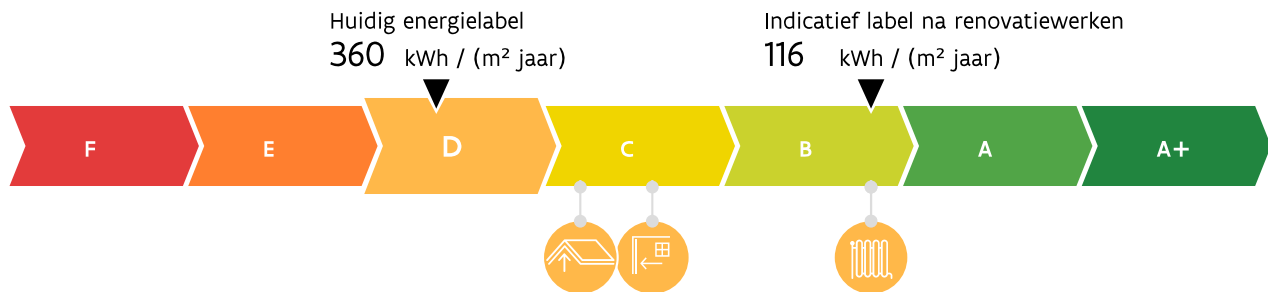 Huidig energielabel
360 kWh / (m² jaar)
Indicatief label na renovatiewerken
116 kWh / (m² jaar)
F E D C B A A+